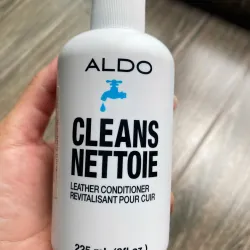 ALDO
CLEANS
NETTOIE
LEATHER CONDITIONER
REVITALISANT POUR CUIR